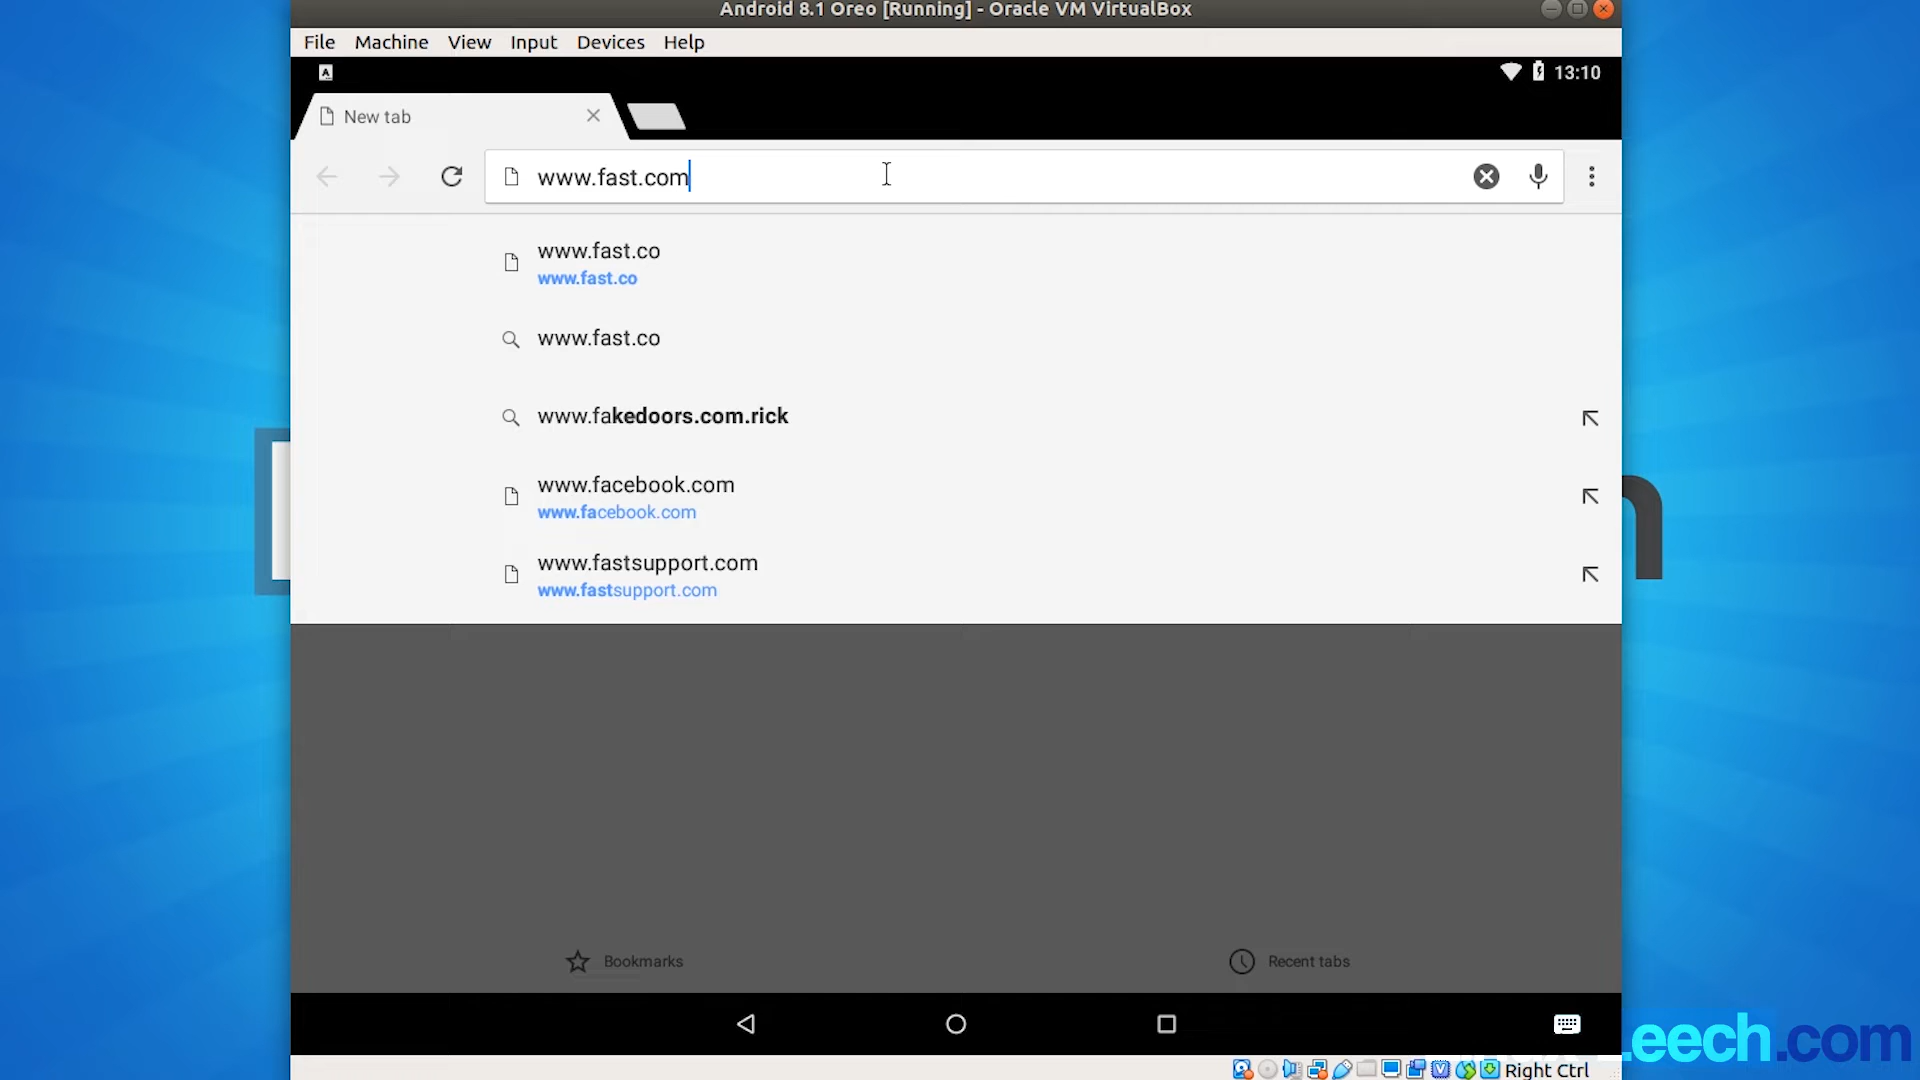 Android 8.1 Oreo [Running] - Oracle VM VirtualBox
File Machine View Input Devices Help
13:10
New tab
www.fast.com
www.fast.co
www.fast.co
www.fast.co
www.fakedoors.com.rick
www.facebook.com
www.facebook.com
www.fastsupport.com
www.fastsupport.com
Bookmarks
Recent tabs
eech.com
Right Ctrl